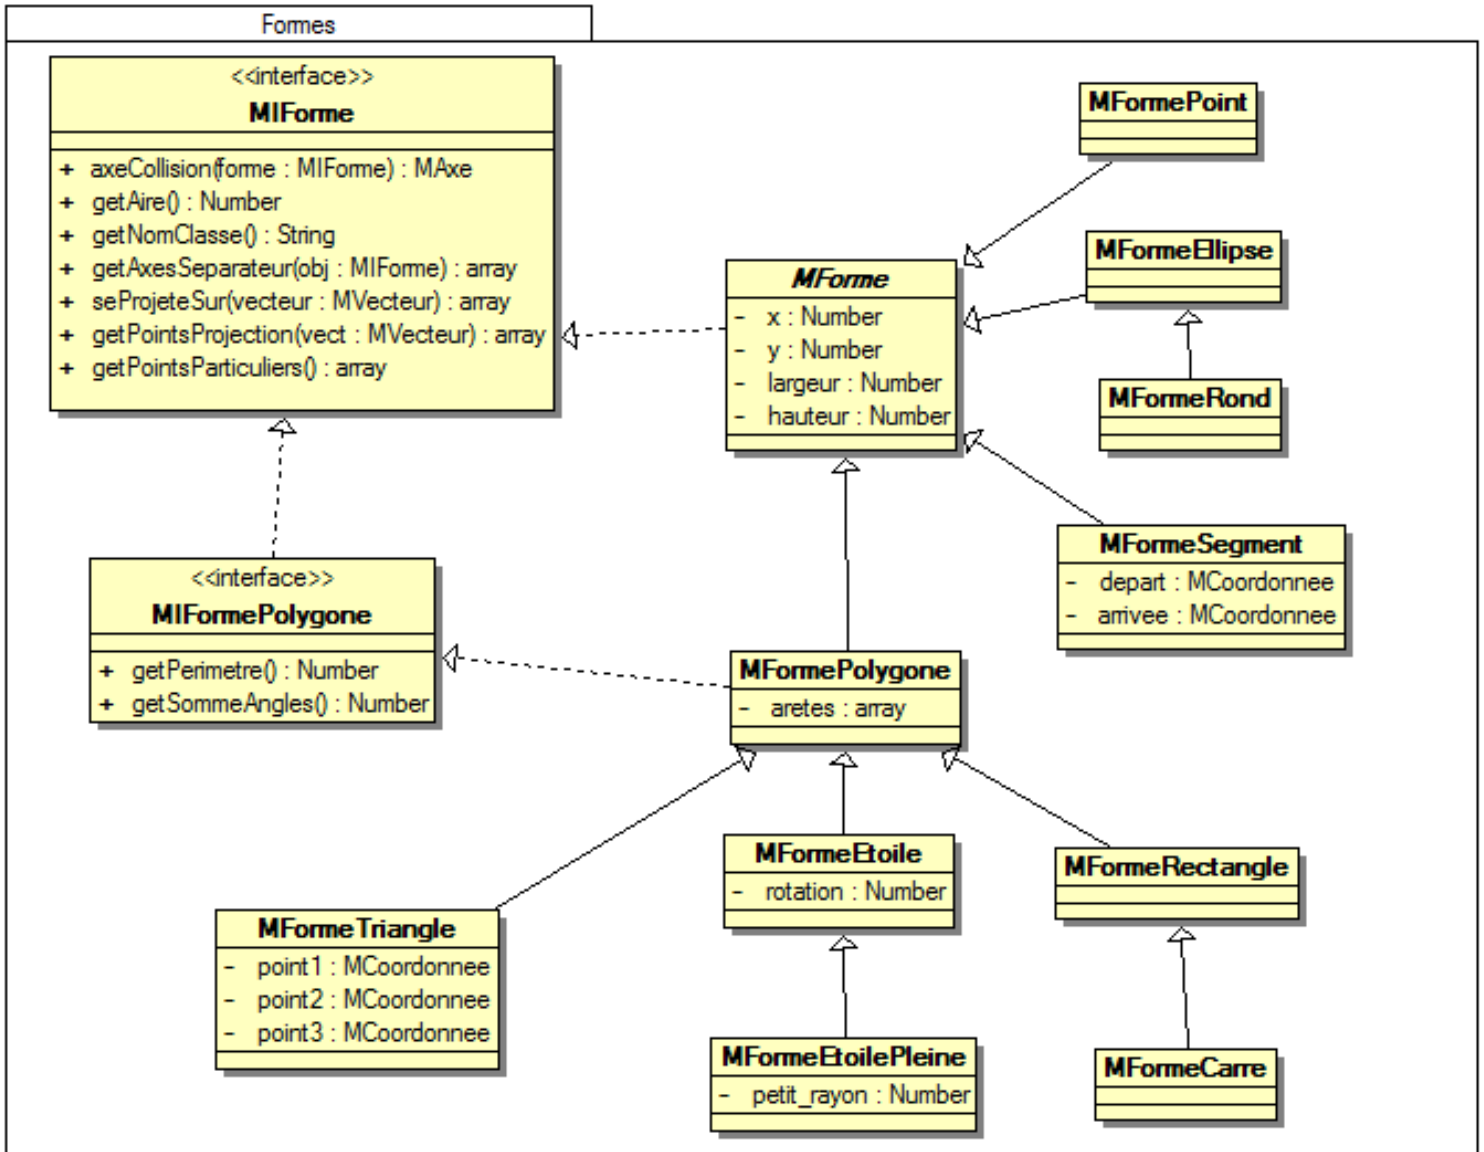 Formes
<<interface>>
MIForme
+ axeCollision(forme : MIForme) : MAxe
+ getAire() : Number
+ getNomClasse() : String
+ getAxesSeparateur(obj : MIForme) : array
+ seProjeteSur(vecteur : MVecteur) : array
+ getPointsProjection(vect : MVecteur) : array
+ getPointsParticuliers() : array
MFormePoint
MFormeEllipse
MForme
- x : Number
- y : Number
- largeur : Number
- hauteur : Number
MFormeRond
MFormeSegment
- depart : MCoordonnee
- arrivee : MCoordonnee
<<interface>>
MIFormePolygone
+ getPerimetre() : Number
+ getSommeAngles() : Number
MFormePolygone
- aretes : array
MFormeEtoile
- rotation : Number
MFormeRectangle
MFormeTriangle
- point1 : MCoordonnee
- point2 : MCoordonnee
- point3 : MCoordonnee
MFormeEtoilePleine
- petit_rayon : Number
MFormeCarre